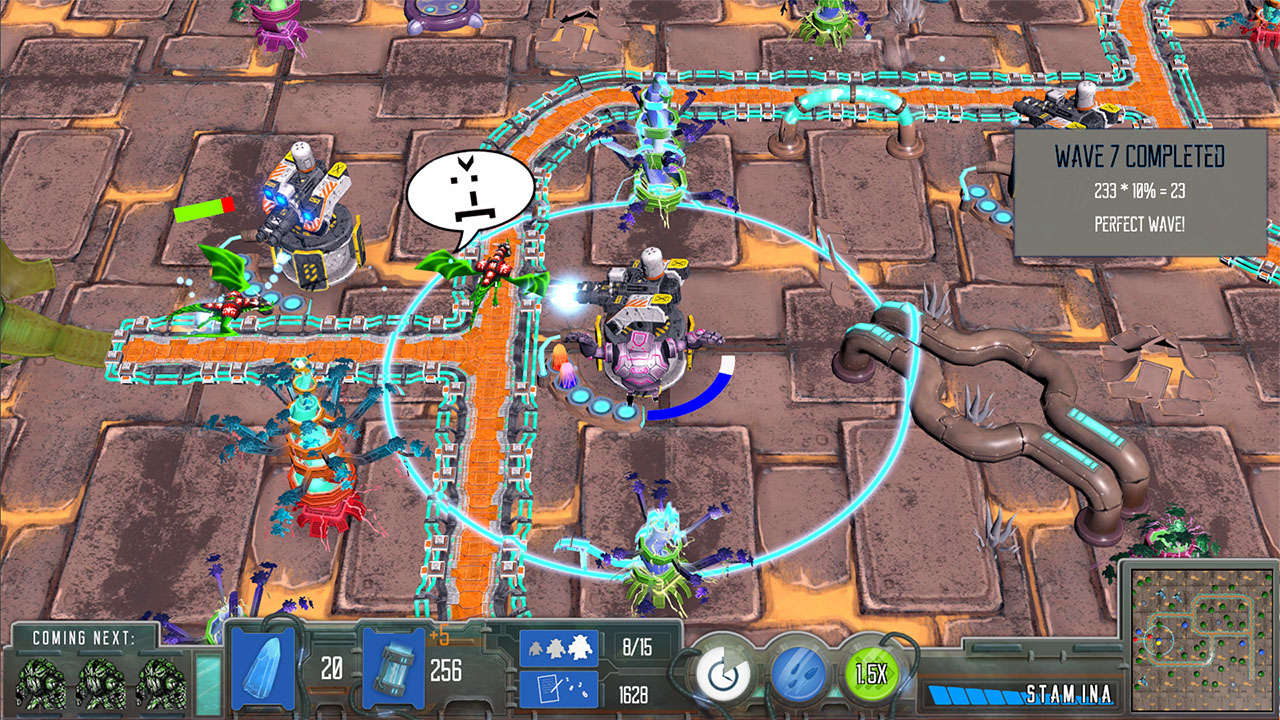 WAVE 7 COMPLETED
233 * 10% = 23
PERFECT WAVE!
COMING NEXT:
20
+5
256
8/15
1628
1.5X
STAMINA